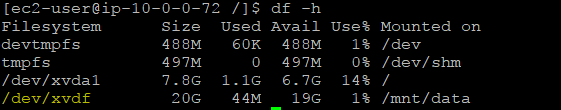 [ec2-user@ip-10-0-0-72 /]$ df -h
Filesystem      Size  Used Avail Use% Mounted on
devtmpfs        488M   60K  488M   1% /dev
tmpfs           497M     0  497M   0% /dev/shm
/dev/xvda1      7.8G  1.1G  6.7G  14% /
/dev/xvdf        20G   44M   19G   1% /mnt/data